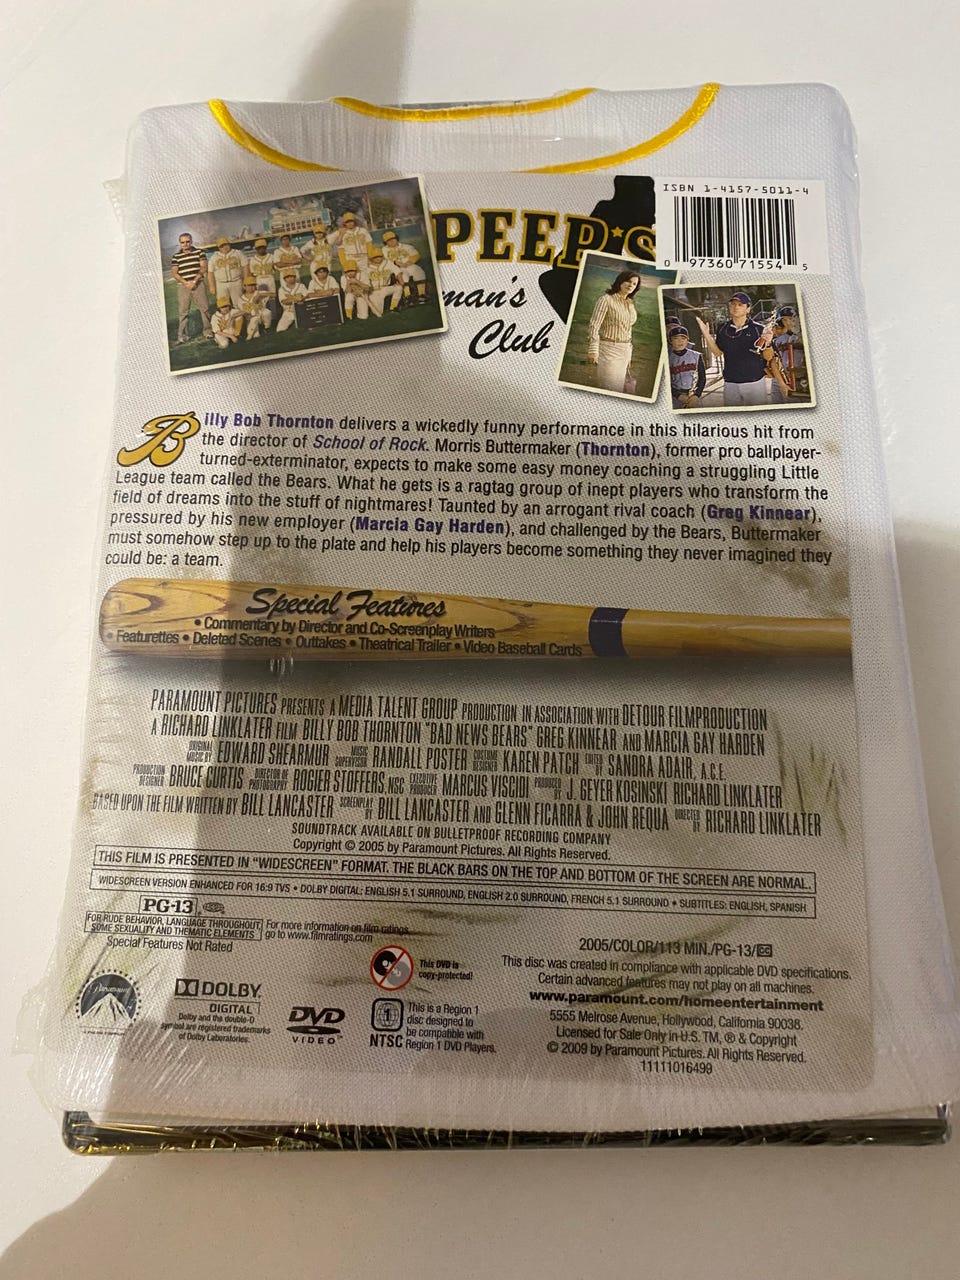 ISBN 1-4157-5011-4
0 97360 71554 5
PEEP★S
man's
Club
Billy Bob Thornton delivers a wickedly funny performance in this hilarious hit from
the director of School of Rock. Morris Buttermaker (Thornton), former pro ballplayer-
turned-exterminator, expects to make some easy money coaching a struggling Little
League team called the Bears. What he gets is a ragtag group of inept players who transform the
field of dreams into the stuff of nightmares! Taunted by an arrogant rival coach (Greg Kinnear),
pressured by his new employer (Marcia Gay Harden), and challenged by the Bears, Buttermaker
must somehow step up to the plate and help his players become something they never imagined they
could be: a team.
Special Features
• Commentary by Director and Co-Screenplay Writers
• Featurettes • Deleted Scenes • Outtakes • Theatrical Trailer • Video Baseball Cards
PARAMOUNT PICTURES PRESENTS A MEDIA TALENT GROUP PRODUCTION IN ASSOCIATION WITH DETOUR FILMPRODUCTION
A RICHARD LINKLATER FILM BILLY BOB THORNTON "BAD NEWS BEARS" GREG KINNEAR AND MARCIA GAY HARDEN
ORIGINAL MUSIC BY EDWARD SHEARMUR MUSIC SUPERVISOR RANDALL POSTER COSTUME DESIGNER KAREN PATCH EDITED BY SANDRA ADAIR, A.C.E.
PRODUCTION DESIGNER BRUCE CURTIS DIRECTOR OF PHOTOGRAPHY ROGIER STOFFERS, NSC EXECUTIVE PRODUCER MARCUS VISCIDI PRODUCED BY J. GEYER KOSINSKI RICHARD LINKLATER
BASED UPON THE FILM WRITTEN BY BILL LANCASTER SCREENPLAY BY BILL LANCASTER AND GLENN FICARRA & JOHN REQUA DIRECTED BY RICHARD LINKLATER
SOUNDTRACK AVAILABLE ON BULLETPROOF RECORDING COMPANY
Copyright © 2005 by Paramount Pictures. All Rights Reserved.
THIS FILM IS PRESENTED IN "WIDESCREEN" FORMAT. THE BLACK BARS ON THE TOP AND BOTTOM OF THE SCREEN ARE NORMAL.
WIDESCREEN VERSION ENHANCED FOR 16:9 TVS • DOLBY DIGITAL: ENGLISH 5.1 SURROUND, ENGLISH 2.0 SURROUND, FRENCH 5.1 SURROUND • SUBTITLES: ENGLISH, SPANISH
PG-13
FOR RUDE BEHAVIOR, LANGUAGE THROUGHOUT,
SOME SEXUALITY AND THEMATIC ELEMENTS
For more information on film ratings,
go to www.filmratings.com
Special Features Not Rated
Paramount
DOLBY
DIGITAL
Dolby and the double-D
symbol are registered trademarks
of Dolby Laboratories.
DVD
VIDEO™
This DVD is
copy-protected!
1
NTSC
This is a Region 1
disc designed to
be compatible with
Region 1 DVD Players.
2005/COLOR/113 MIN./PG-13/CC
This disc was created in compliance with applicable DVD specifications.
Certain advanced features may not play on all machines.
www.paramount.com/homeentertainment
5555 Melrose Avenue, Hollywood, California 90038.
Licensed for Sale Only in U.S. TM, ® & Copyright
© 2009 by Paramount Pictures. All Rights Reserved.
11111016499